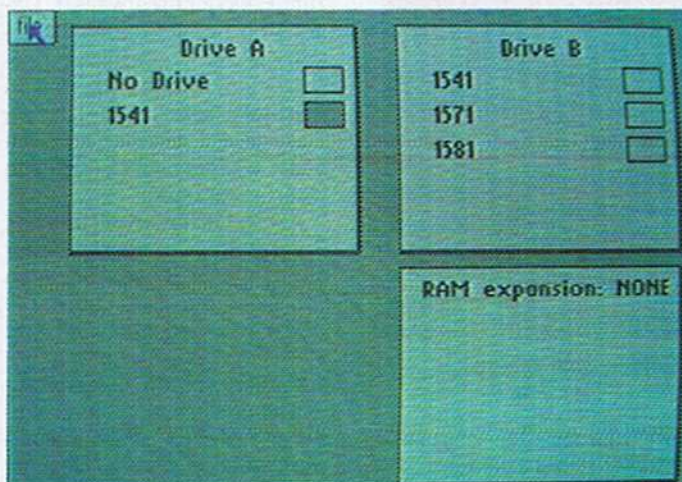 file
Drive A
No Drive
1541
Drive B
1541
1571
1581
RAM expansion: NONE